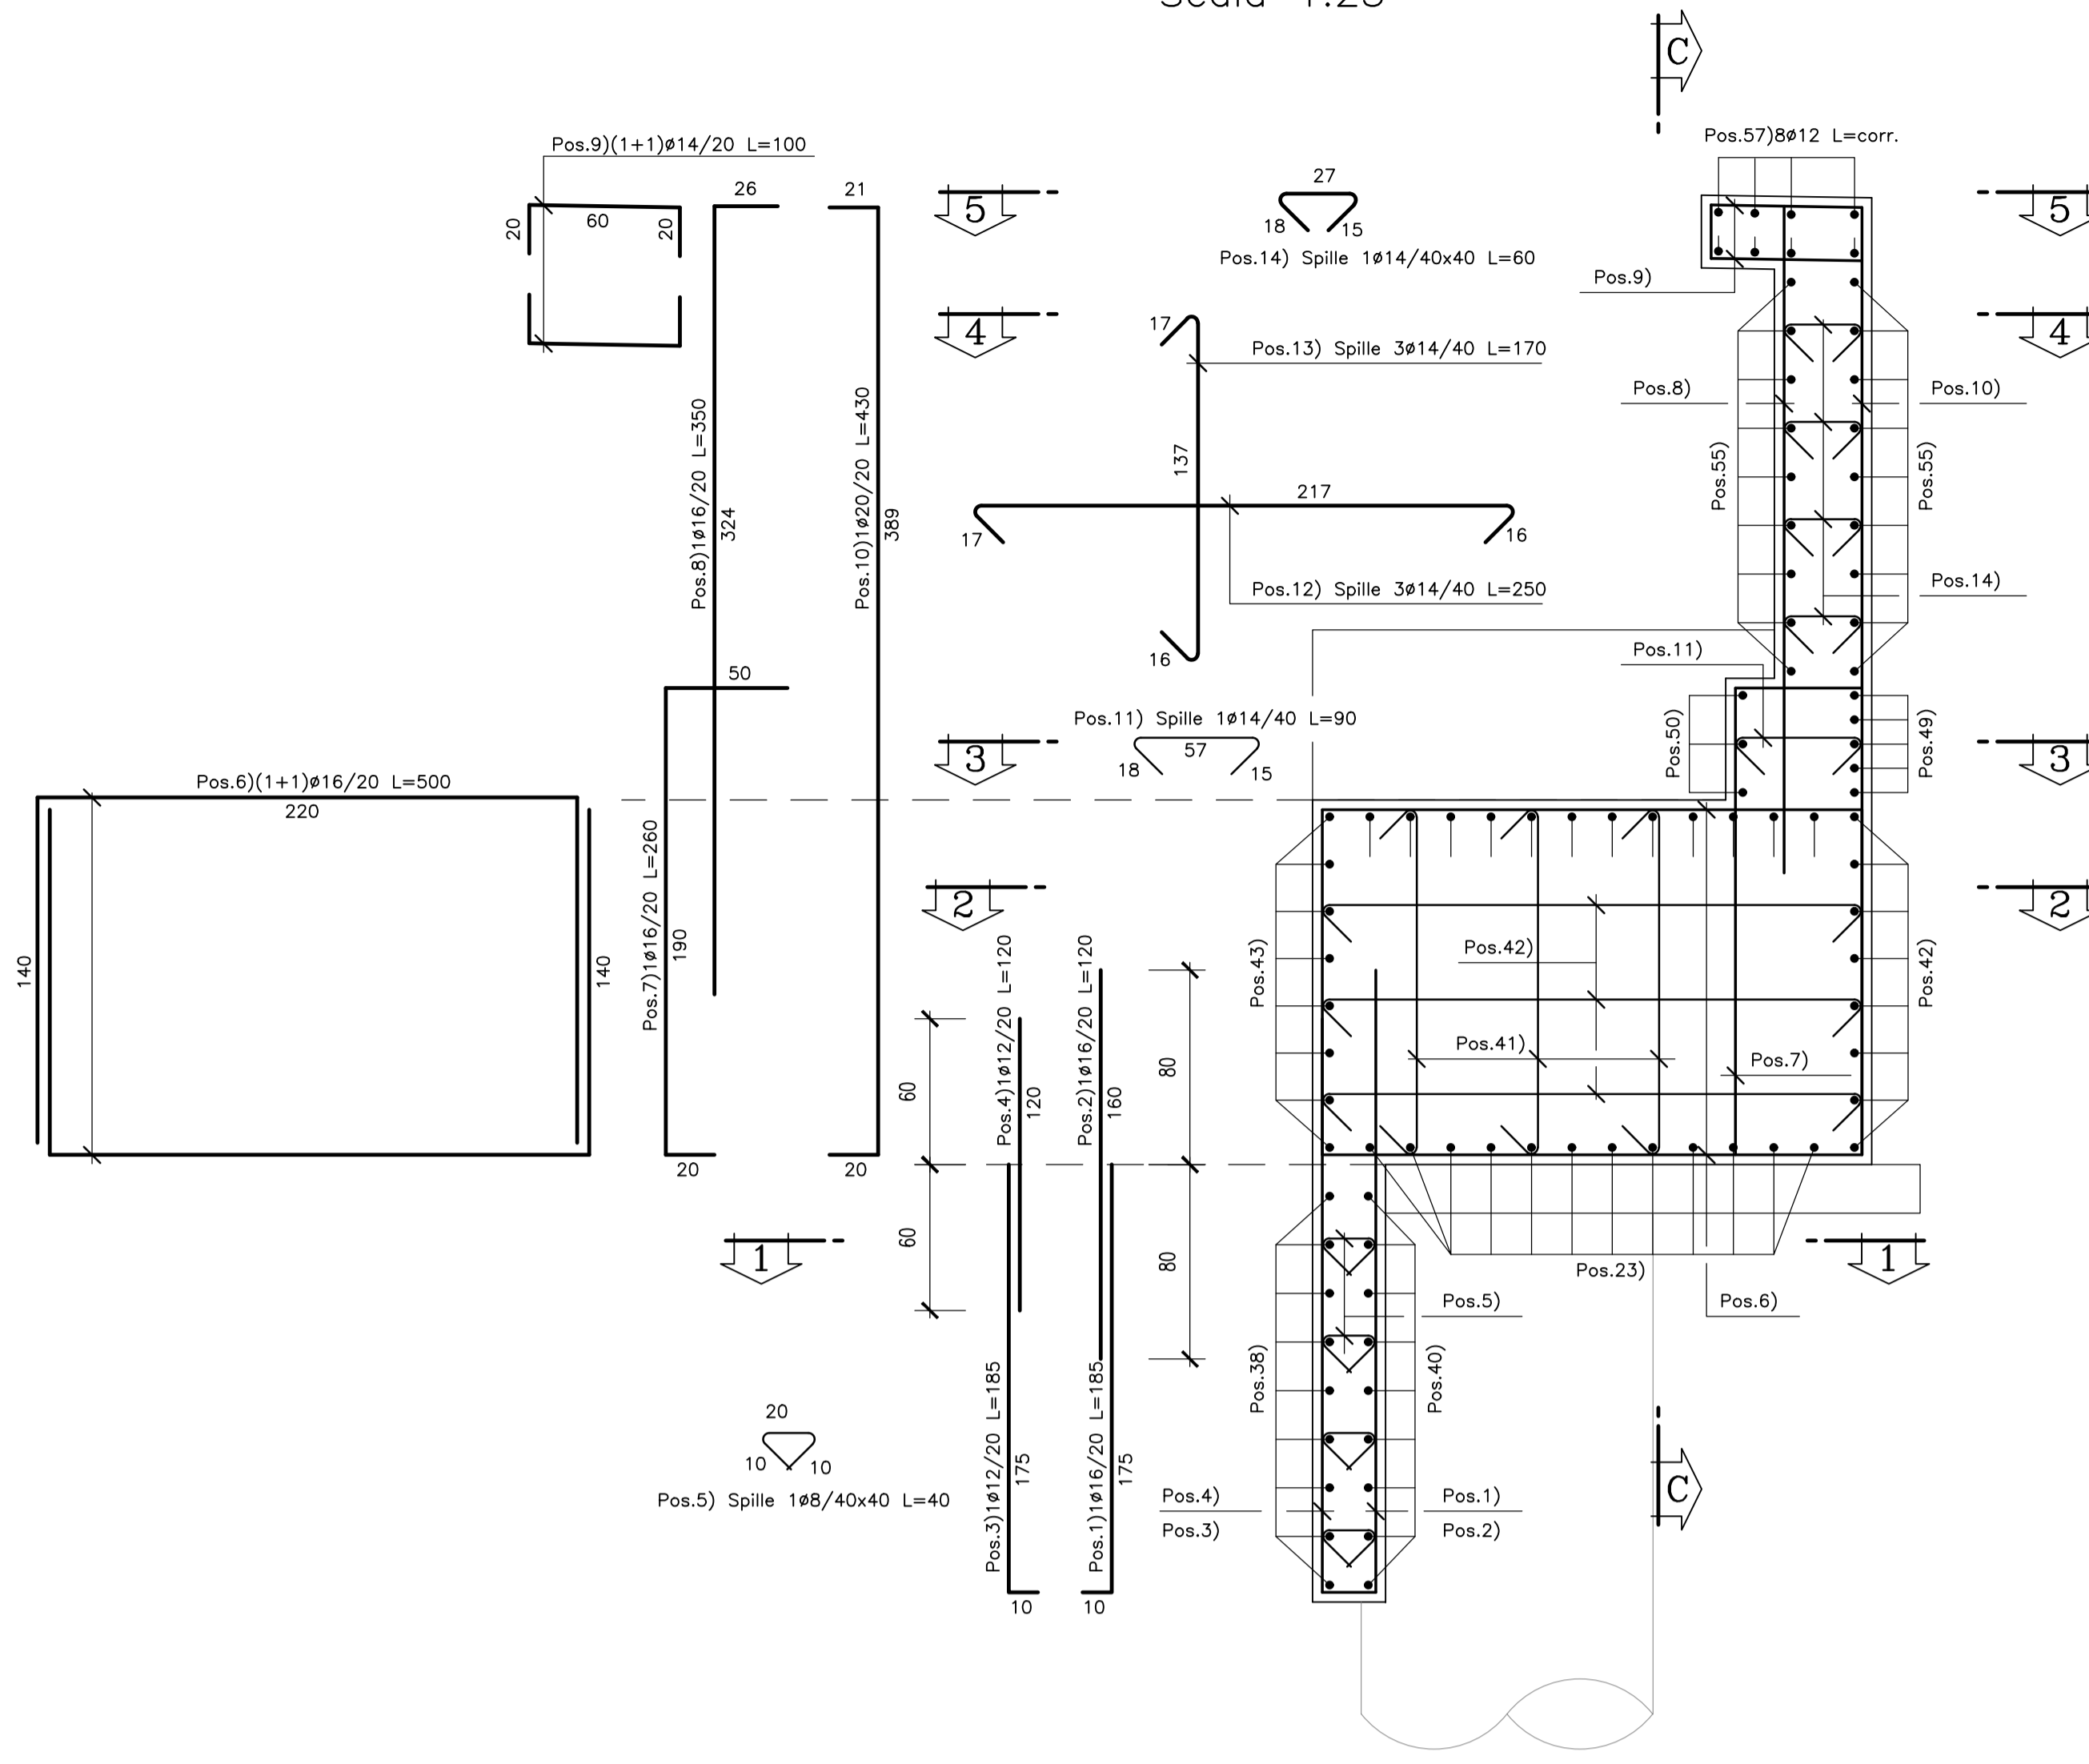 Scala 1:25
C
Pos.9)(1+1)ø14/20 L=100
Pos.57)8ø12 L=corr.
26
21
27
5
5
20
60
20
18
15
Pos.14) Spille 1ø14/40x40 L=60
Pos.9)
17
4
4
Pos.13) Spille 3ø14/40 L=170
Pos.8)
Pos.10)
Pos.8)1ø16/20 L=350
324
Pos.10)1ø20/20 L=430
389
137
217
Pos.55)
Pos.55)
17
16
Pos.12) Spille 3ø14/40 L=250
Pos.14)
16
Pos.11)
50
Pos.11) Spille 1ø14/40 L=90
57
18
15
Pos.50)
Pos.49)
3
3
Pos.6)(1+1)ø16/20 L=500
220
2
2
140
140
Pos.7)1ø16/20 L=260
190
Pos.4)1ø12/20 L=120
120
Pos.2)1ø16/20 L=120
160
60
80
Pos.43)
Pos.42)
Pos.42)
Pos.41)
Pos.7)
20
20
60
80
1
1
Pos.23)
Pos.5)
Pos.6)
Pos.38)
Pos.40)
20
10
10
Pos.5) Spille 1ø8/40x40 L=40
Pos.3)1ø12/20 L=185
175
Pos.1)1ø16/20 L=185
175
Pos.4)
Pos.3)
Pos.1)
Pos.2)
C
10
10